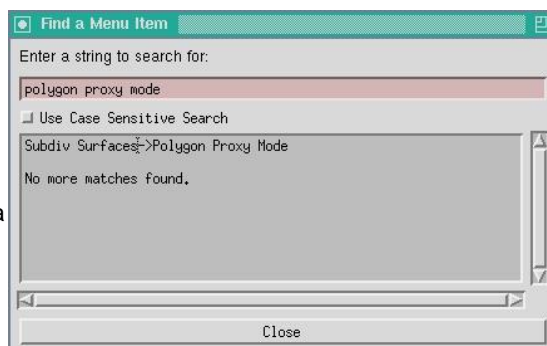 Find a Menu Item
Enter a string to search for:
polygon proxy mode
Use Case Sensitive Search
Subdiv Surfaces->Polygon Proxy Mode
No more matches found.
a
Close